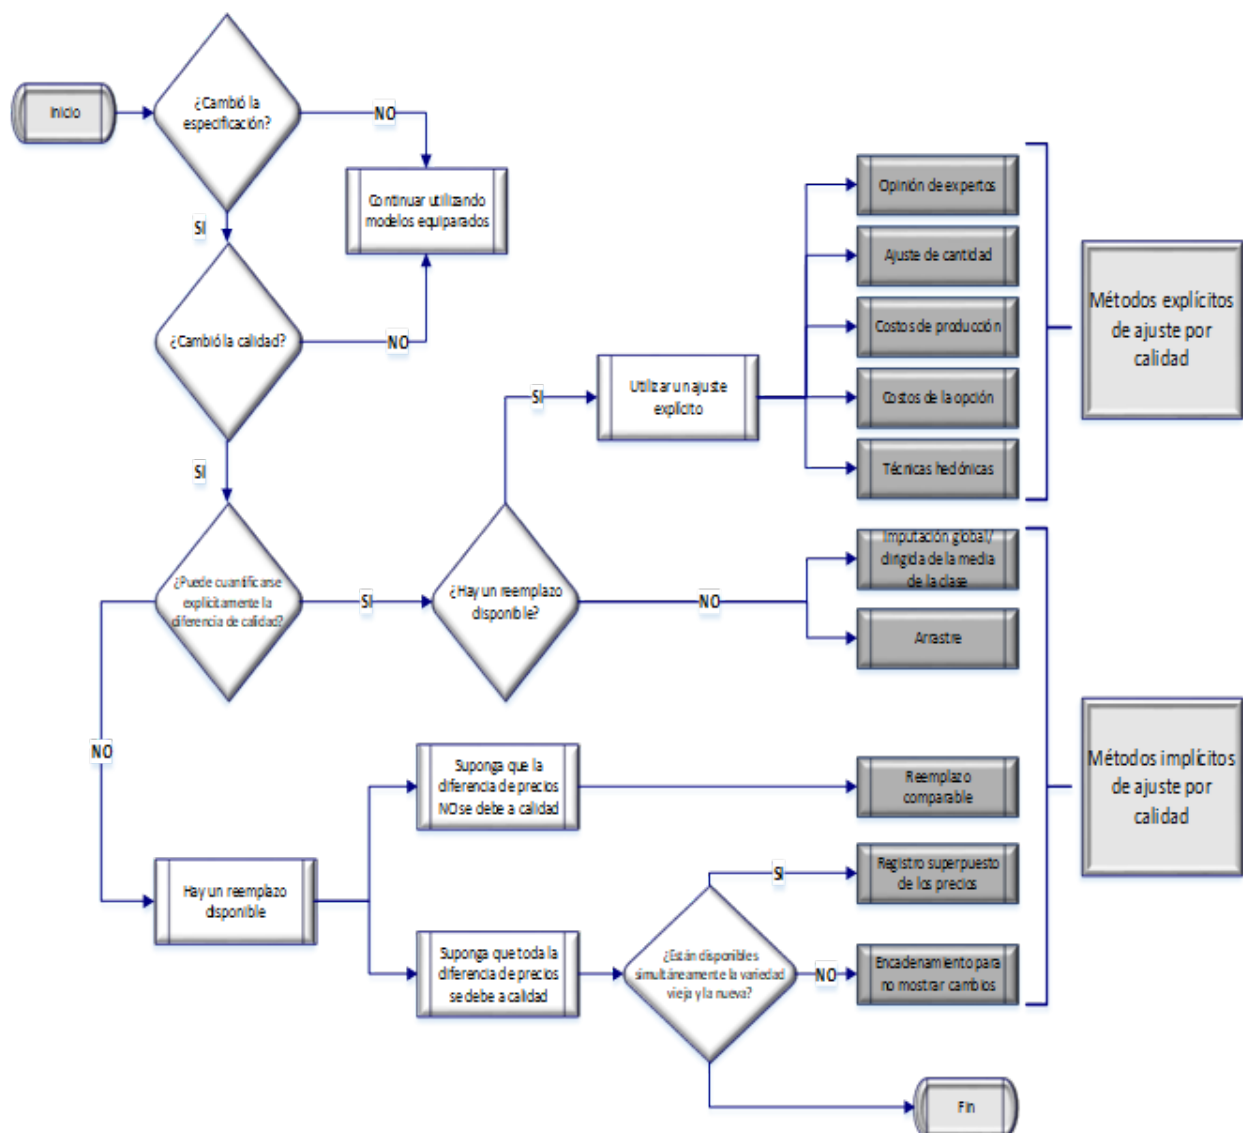 Inicio
¿Cambió la
especificación?
NO
Continuar utilizando
modelos equiparados
SI
¿Cambió la calidad?
NO
SI
¿Puede cuantificarse
explícitamente la
diferencia de calidad?
SI
¿Hay un reemplazo
disponible?
SI
Utilizar un ajuste
explícito
Opinión de expertos
Ajuste de cantidad
Costos de producción
Costos de la opción
Técnicas hedónicas
Métodos explícitos
de ajuste por
calidad
NO
Imputación global/
dirigida de la media
de la clase
Arrastre
NO
Hay un reemplazo
disponible
Suponga que la
diferencia de precios
NO se debe a calidad
Reemplazo
comparable
Suponga que toda la
diferencia de precios
se debe a calidad
¿Están disponibles
simultáneamente la variedad
vieja y la nueva?
SI
Registro superpuesto
de los precios
NO
Encadenamiento para
no mostrar cambios
Métodos implícitos
de ajuste por
calidad
Fin